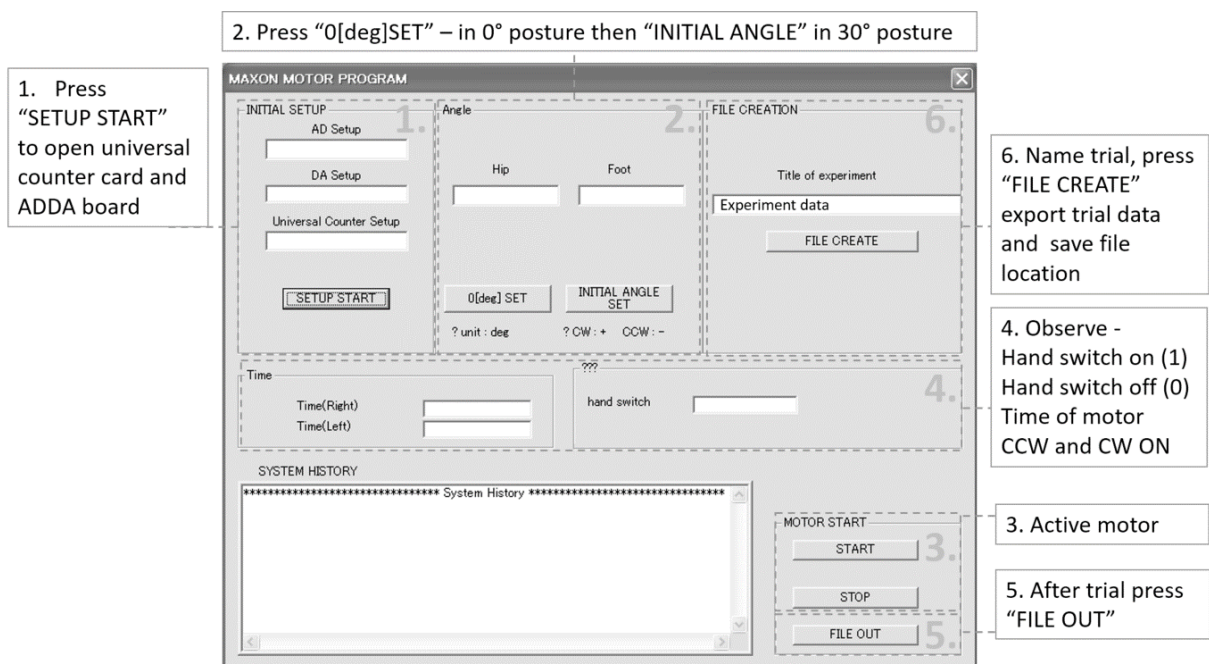 2. Press “0[deg]SET” – in 0° posture then “INITIAL ANGLE” in 30° posture
1. Press
“SETUP START”
to open universal
counter card and
ADDA board
MAXON MOTOR PROGRAM
INITIAL SETUP
1.
AD Setup
DA Setup
Universal Counter Setup
SETUP START
Angle
2.
Hip
Foot
0[deg] SET
INITIAL ANGLE
SET
? unit : deg
? CW : + CCW : -
FILE CREATION
6.
Title of experiment
Experiment data
FILE CREATE
6. Name trial, press
“FILE CREATE”
export trial data
and save file
location
Time
Time(Right)
Time(Left)
???
4.
hand switch
4. Observe -
Hand switch on (1)
Hand switch off (0)
Time of motor
CCW and CW ON
SYSTEM HISTORY
******************************** System History ********************************
MOTOR START
3.
START
STOP
3. Active motor
FILE OUT
5.
5. After trial press
“FILE OUT”